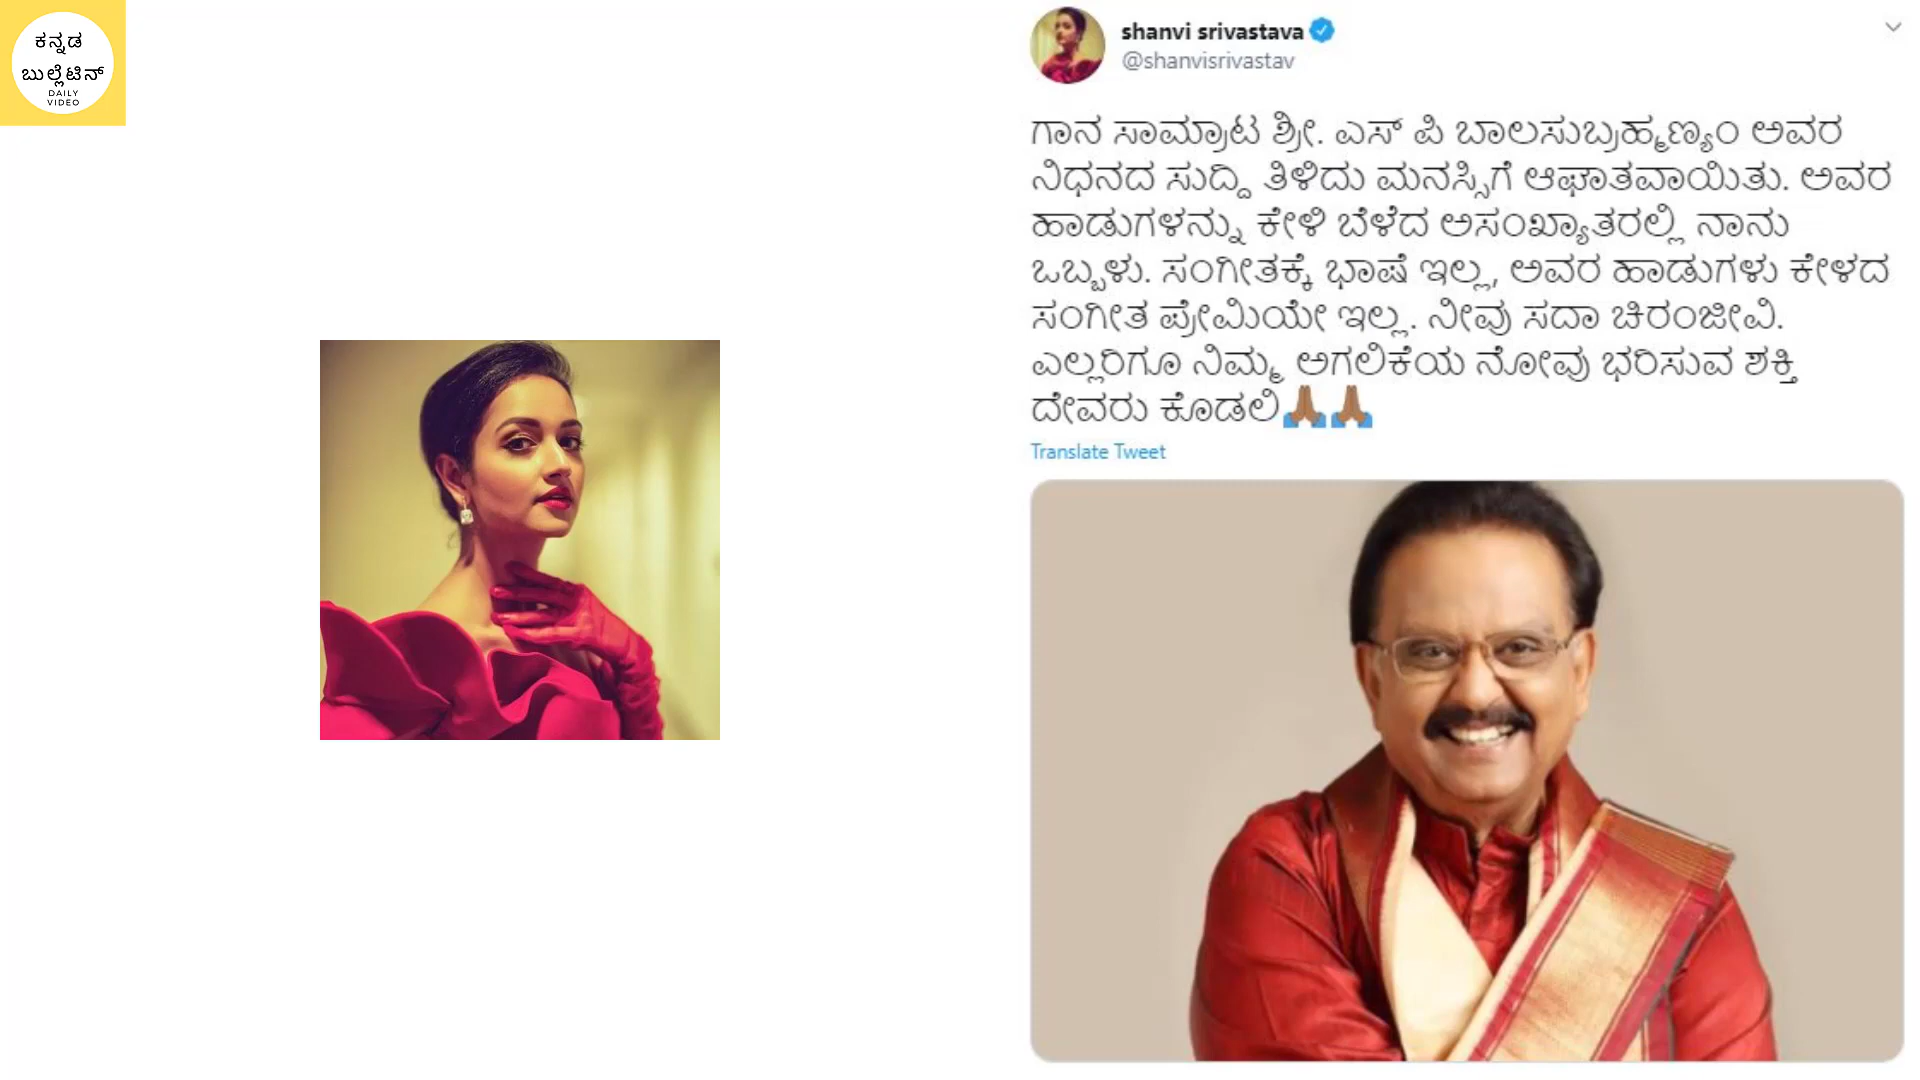 ಕನ್ನಡ
ಬುಲ್ಲೆಟಿನ್
DAILY
VIDEO
shanvi srivastava
@shanvisrivastav
ಗಾನ ಸಾಮ್ರಾಟ ಶ್ರೀ. ಎಸ್ ಪಿ ಬಾಲಸುಬ್ರಹ್ಮಣ್ಯಂ ಅವರ
ನಿಧನದ ಸುದ್ದಿ ತಿಳಿದು ಮನಸ್ಸಿಗೆ ಆಘಾತವಾಯಿತು. ಅವರ
ಹಾಡುಗಳನ್ನು ಕೇಳಿ ಬೆಳೆದ ಅಸಂಖ್ಯಾತರಲ್ಲಿ ನಾನು
ಒಬ್ಬಳು. ಸಂಗೀತಕ್ಕೆ ಭಾಷೆ ಇಲ್ಲ, ಅವರ ಹಾಡುಗಳು ಕೇಳದ
ಸಂಗೀತ ಪ್ರೇಮಿಯೇ ಇಲ್ಲ. ನೀವು ಸದಾ ಚಿರಂಜೀವಿ.
ಎಲ್ಲರಿಗೂ ನಿಮ್ಮ ಅಗಲಿಕೆಯ ನೋವು ಭರಿಸುವ ಶಕ್ತಿ
ದೇವರು ಕೊಡಲಿ🙏🏾🙏🏾
Translate Tweet